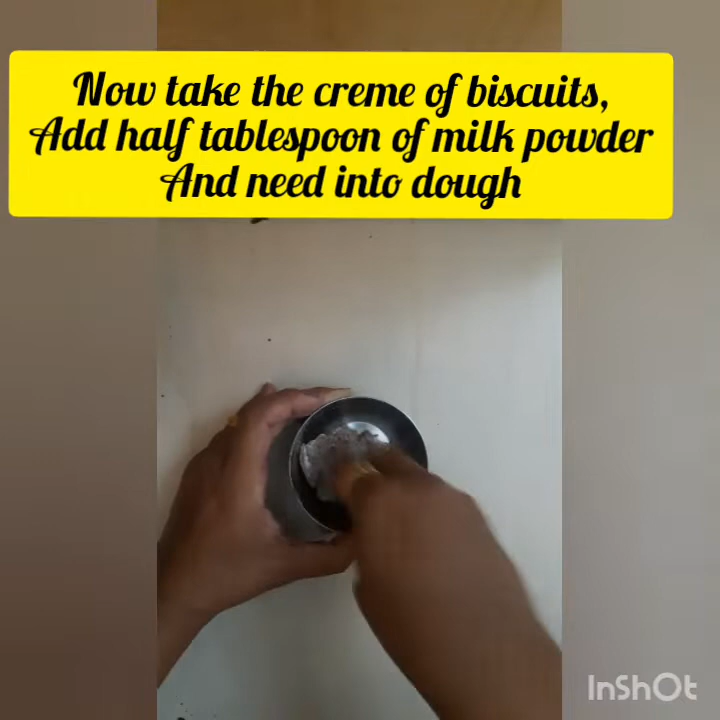 Now take the creme of biscuits,
Add half tablespoon of milk powder
And need into dough
InShOt